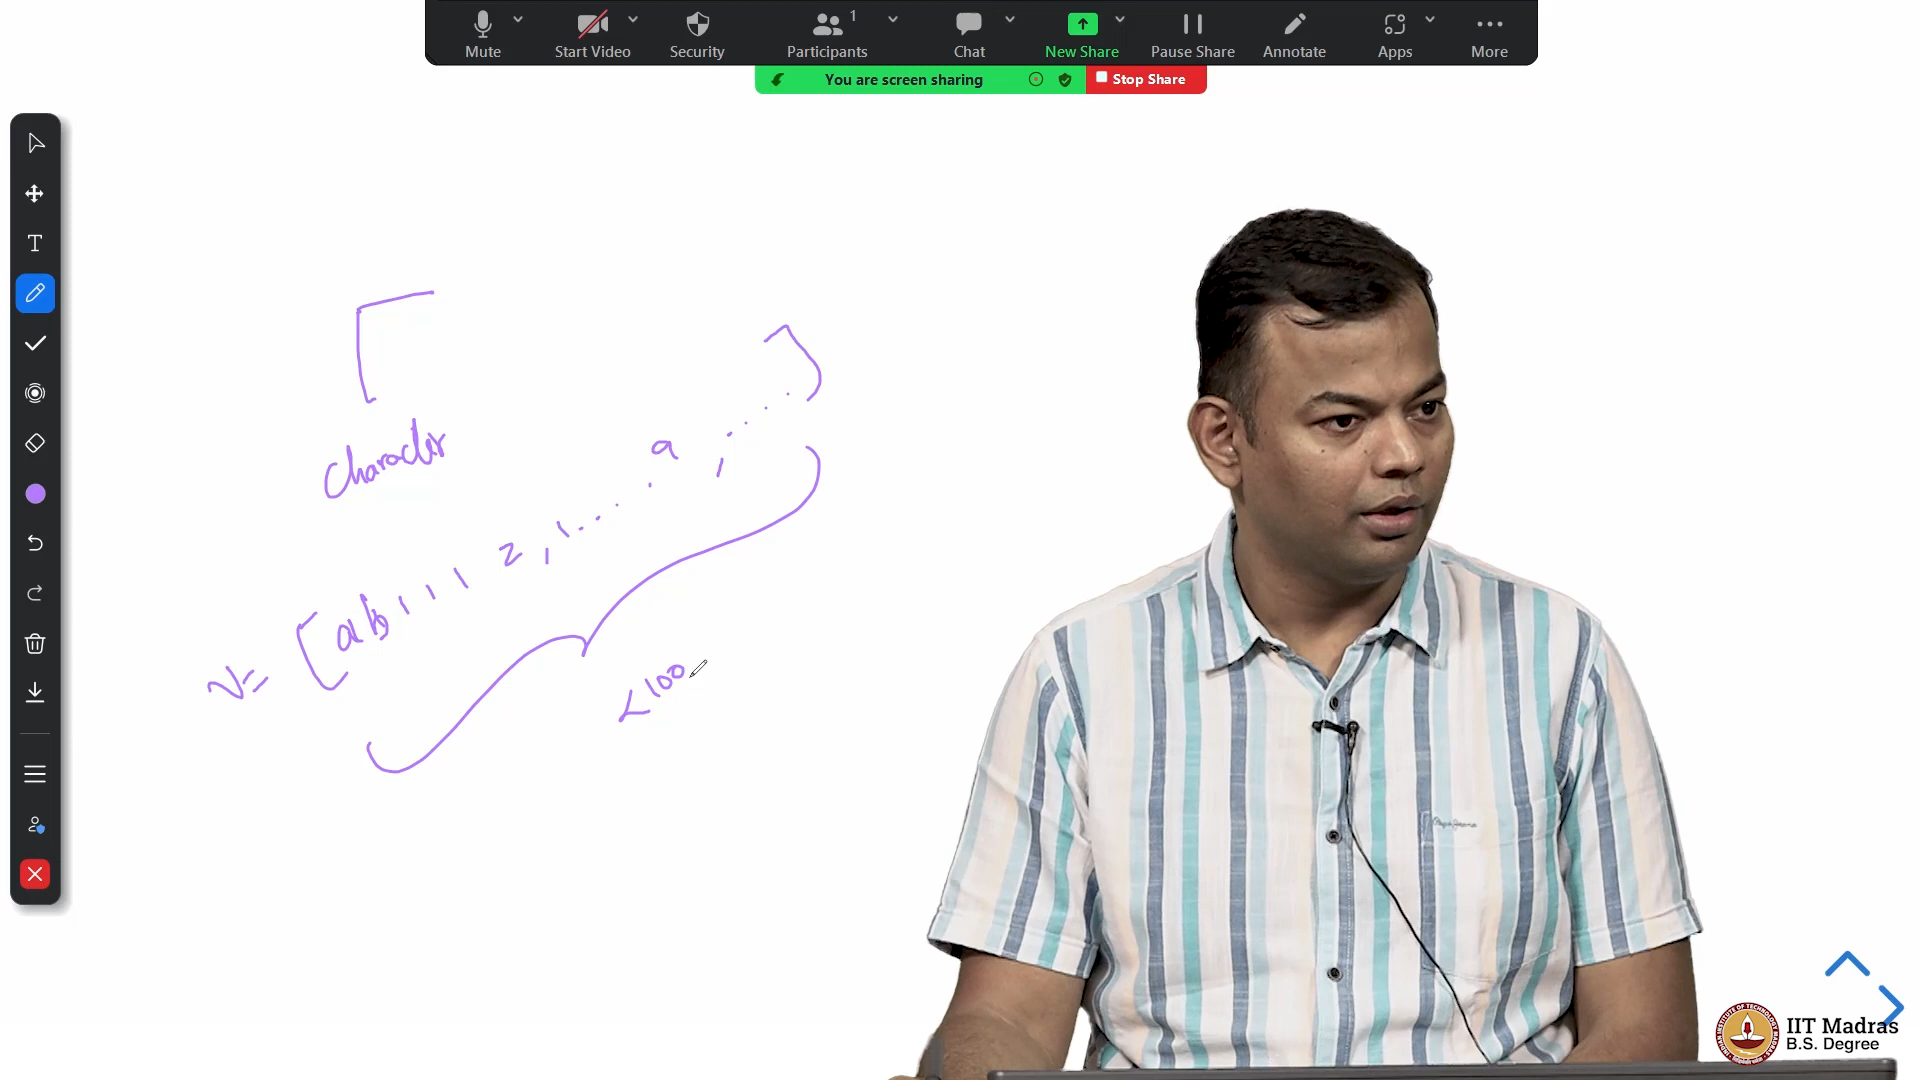 Mute
Start Video
Security
Participants
1
Chat
New Share
Pause Share
Annotate
Apps
More
You are screen sharing
Stop Share
T
character
V= [a, b, , , , z, , ..... 9 , .....]
<100
IIT Madras
B.S. Degree